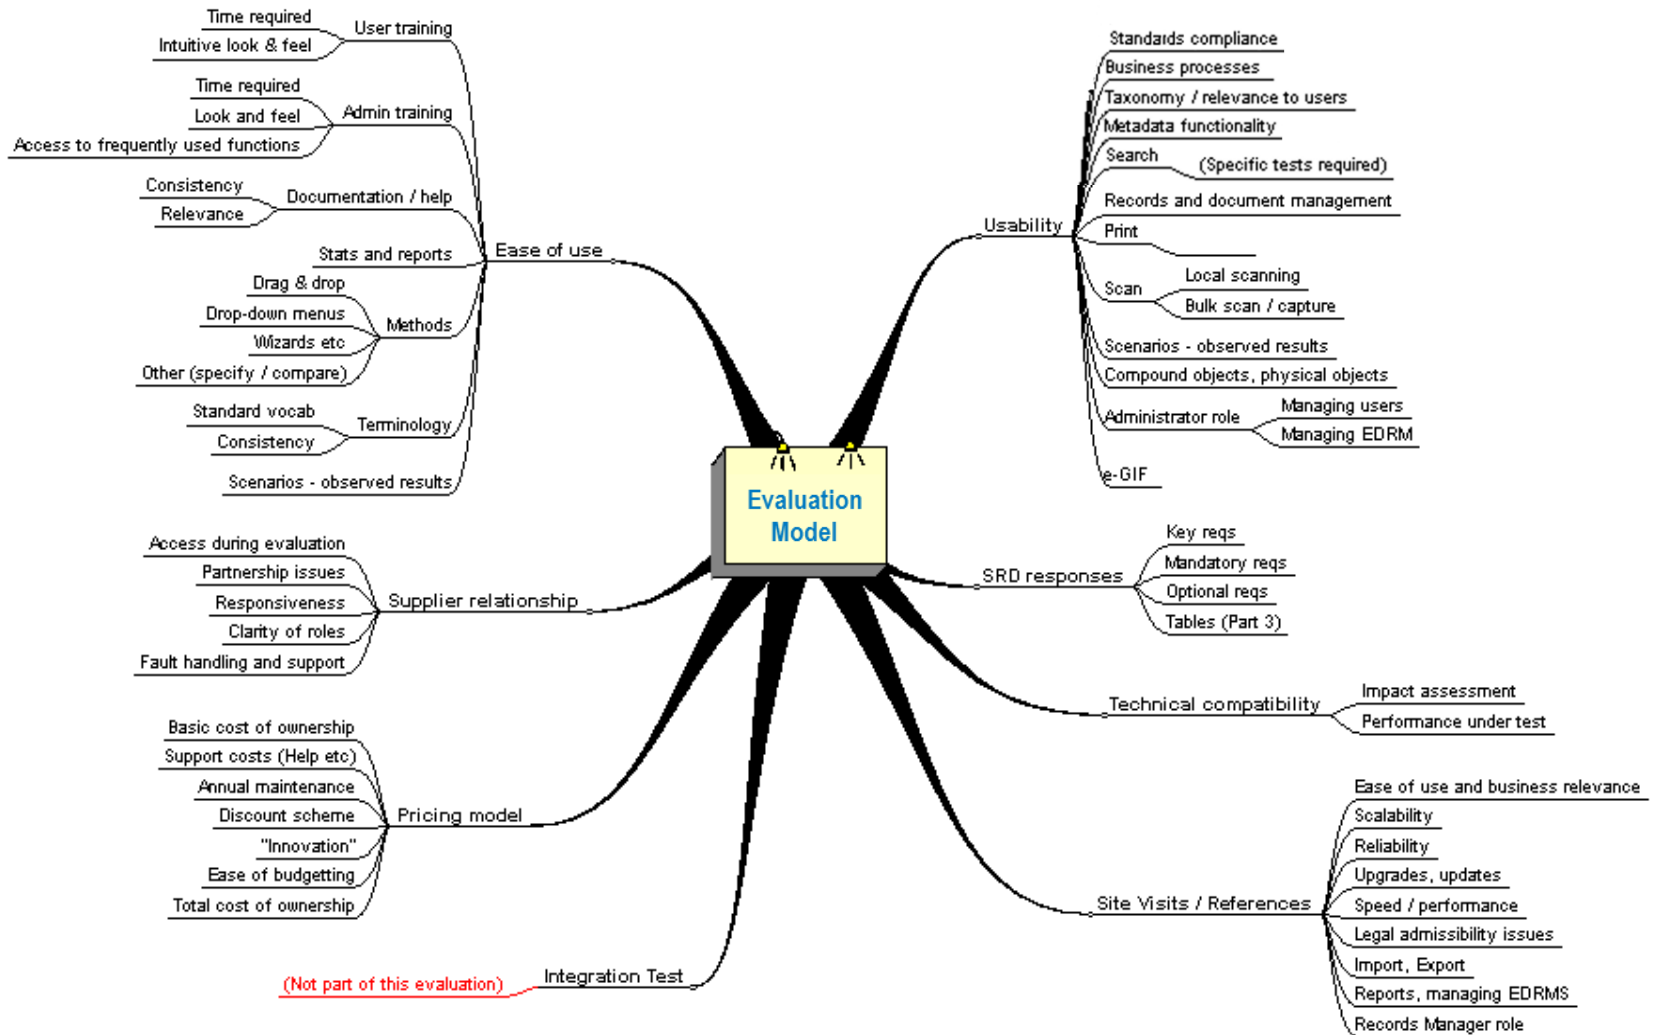 Evaluation
Model
Ease of use
User training
Time required
Intuitive look & feel
Admin training
Time required
Look and feel
Access to frequently used functions
Documentation / help
Consistency
Relevance
Stats and reports
Methods
Drag & drop
Drop-down menus
Wizards etc
Other (specify / compare)
Terminology
Standard vocab
Consistency
Scenarios - observed results
Supplier relationship
Access during evaluation
Partnership issues
Responsiveness
Clarity of roles
Fault handling and support
Pricing model
Basic cost of ownership
Support costs (Help etc)
Annual maintenance
Discount scheme
"Innovation"
Ease of budgetting
Total cost of ownership
Integration Test
(Not part of this evaluation)
Usability
Standards compliance
Business processes
Taxonomy / relevance to users
Metadata functionality
Search
(Specific tests required)
Records and document management
Print
Scan
Local scanning
Bulk scan / capture
Scenarios - observed results
Compound objects, physical objects
Administrator role
Managing users
Managing EDRM
e-GIF
SRD responses
Key reqs
Mandatory reqs
Optional reqs
Tables (Part 3)
Technical compatibility
Impact assessment
Performance under test
Site Visits / References
Ease of use and business relevance
Scalability
Reliability
Upgrades, updates
Speed / performance
Legal admissibility issues
Import, Export
Reports, managing EDRMS
Records Manager role